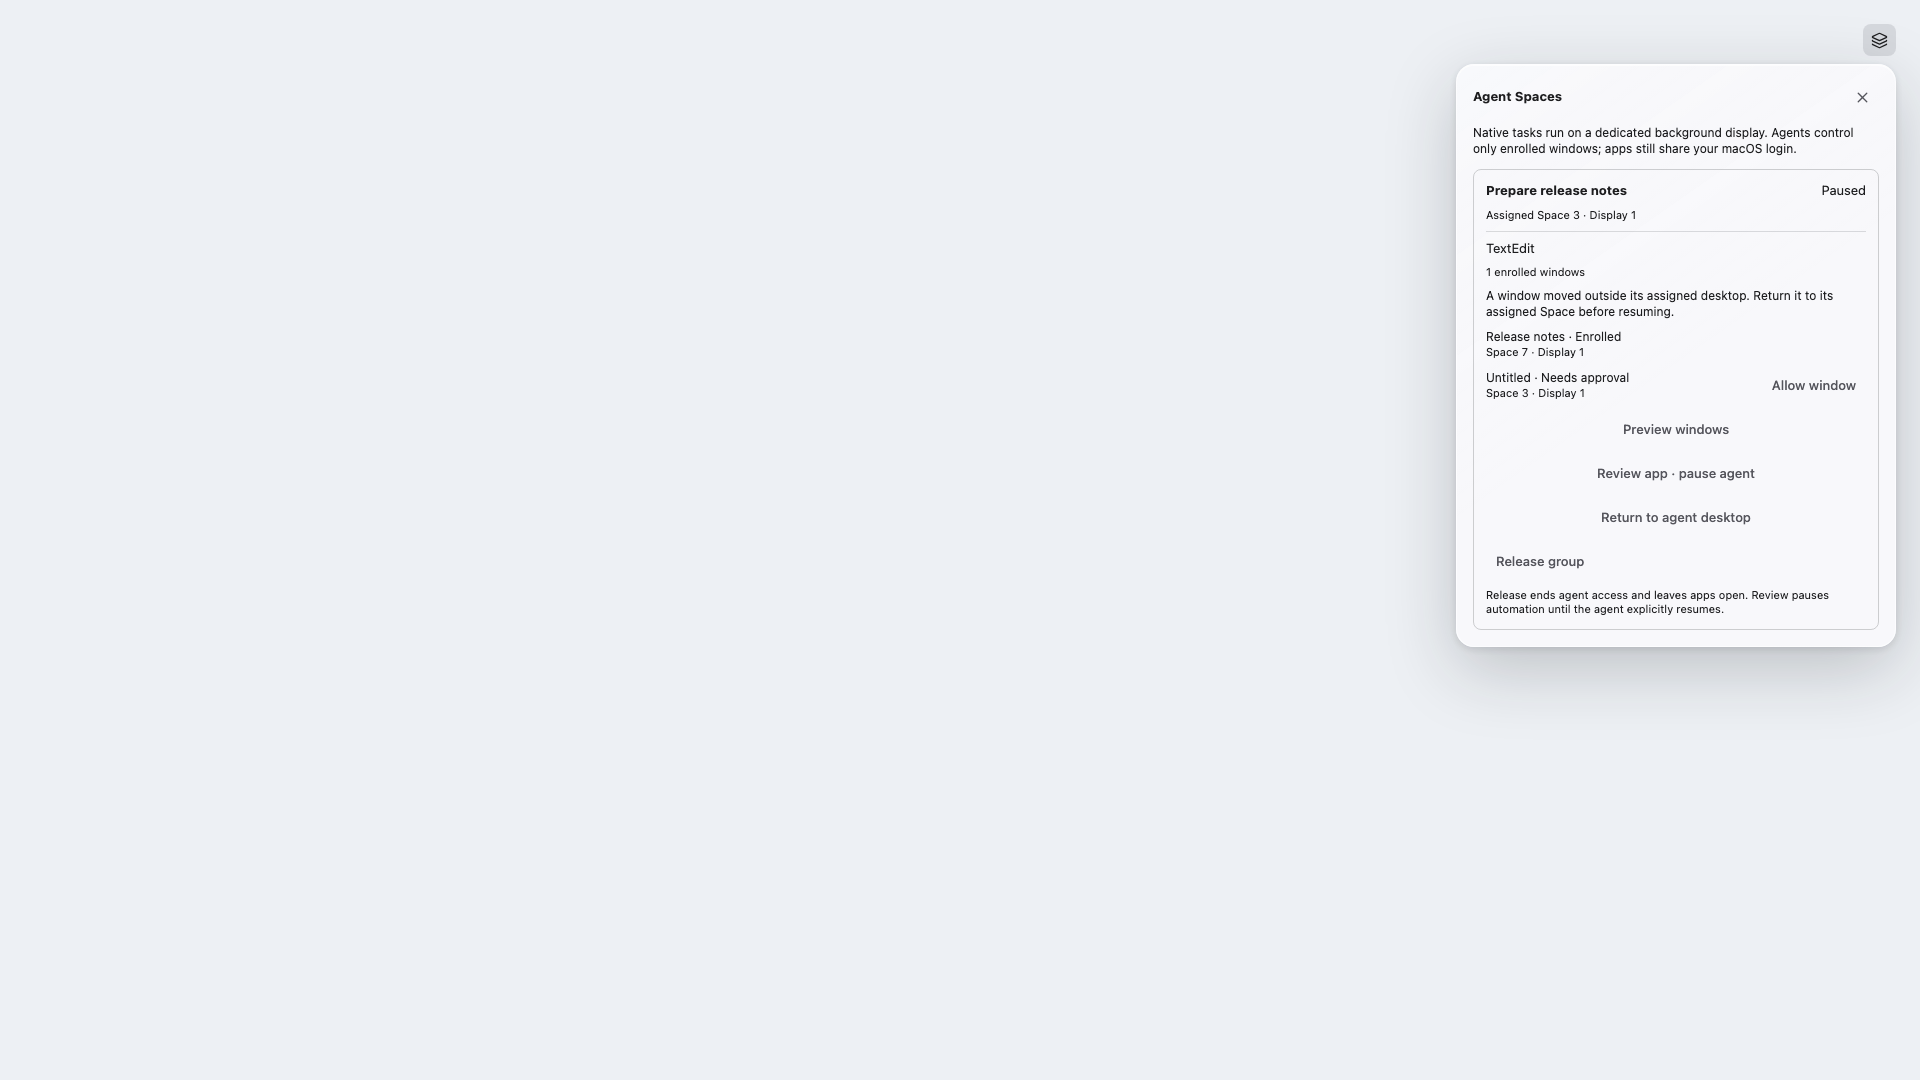 Agent Spaces
Native tasks run on a dedicated background display. Agents control
only enrolled windows; apps still share your macOS login.
Prepare release notes
Paused
Assigned Space 3 · Display 1
TextEdit
1 enrolled windows
A window moved outside its assigned desktop. Return it to its
assigned Space before resuming.
Release notes · Enrolled
Space 7 · Display 1
Untitled · Needs approval
Space 3 · Display 1
Allow window
Preview windows
Review app · pause agent
Return to agent desktop
Release group
Release ends agent access and leaves apps open. Review pauses
automation until the agent explicitly resumes.